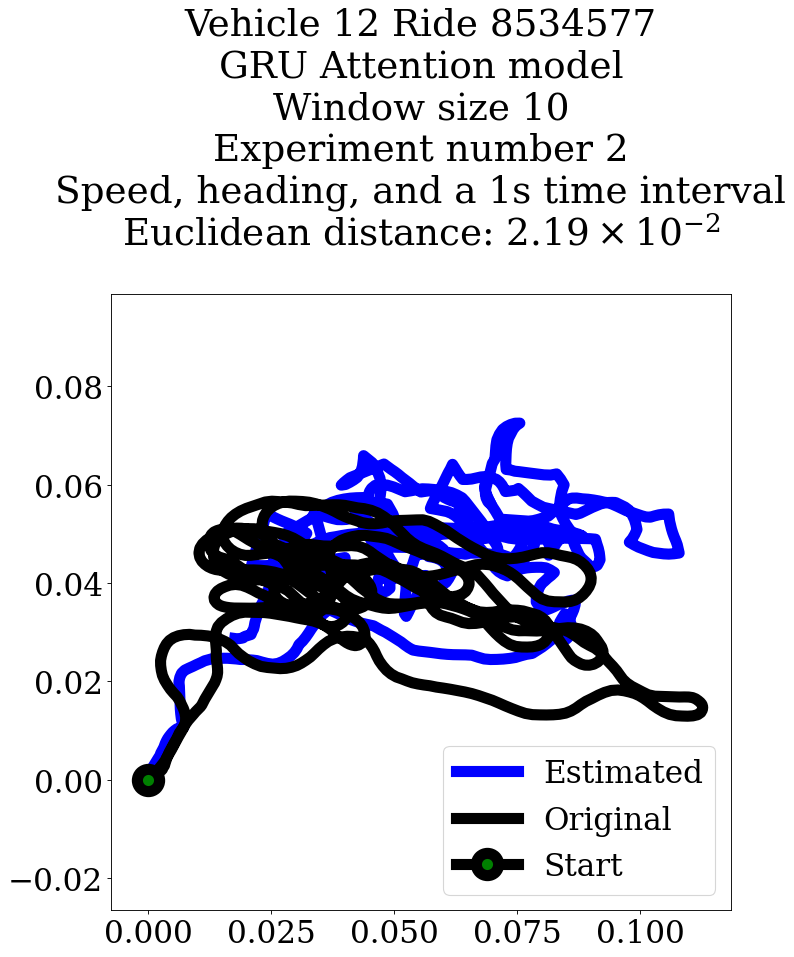 Vehicle 12 Ride 8534577
GRU Attention model
Window size 10
Experiment number 2
Speed, heading, and a 1s time interval
Euclidean distance: 2.19 × 10⁻²
0.08
0.06
0.04
0.02
0.00
−0.02
0.000 0.025 0.050 0.075 0.100
Estimated
Original
Start